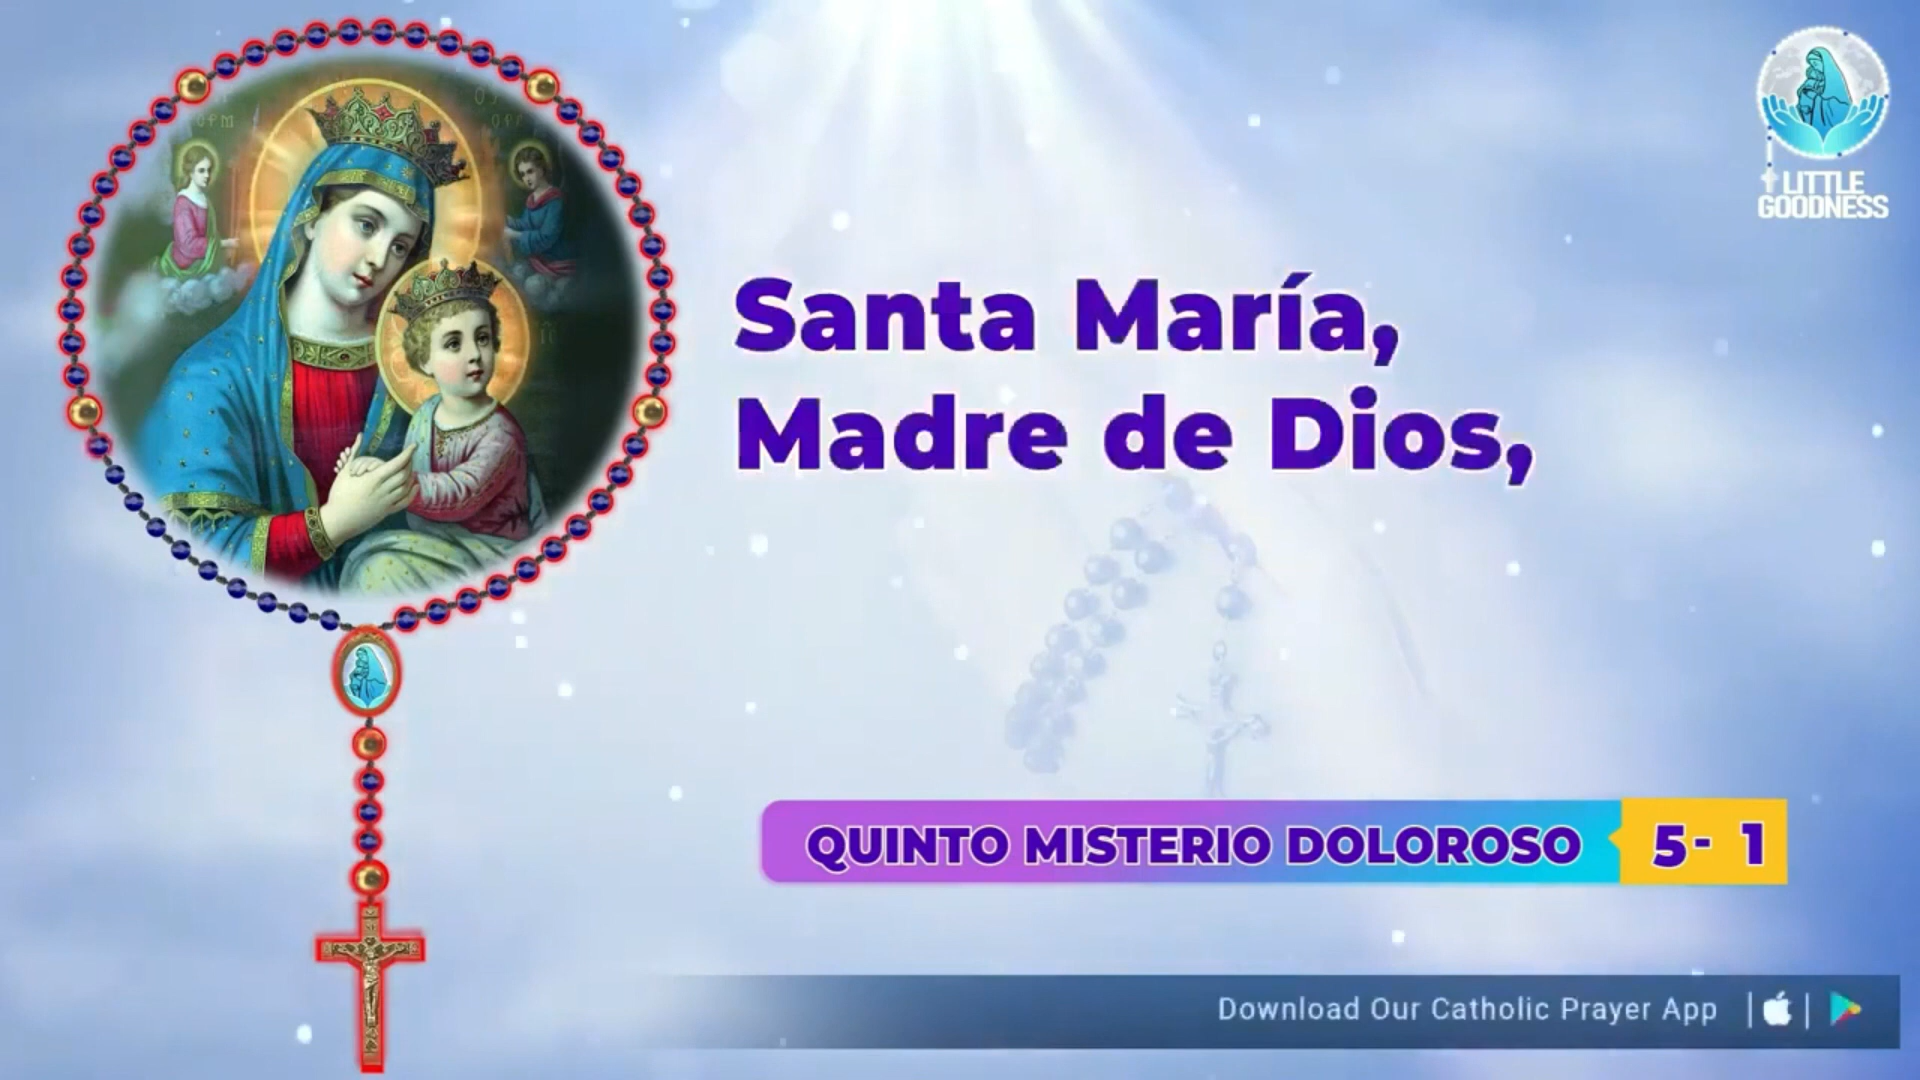 LITTLE
GOODNESS
Santa María,
Madre de Dios,
QUINTO MISTERIO DOLOROSO 5- 1
Download Our Catholic Prayer App